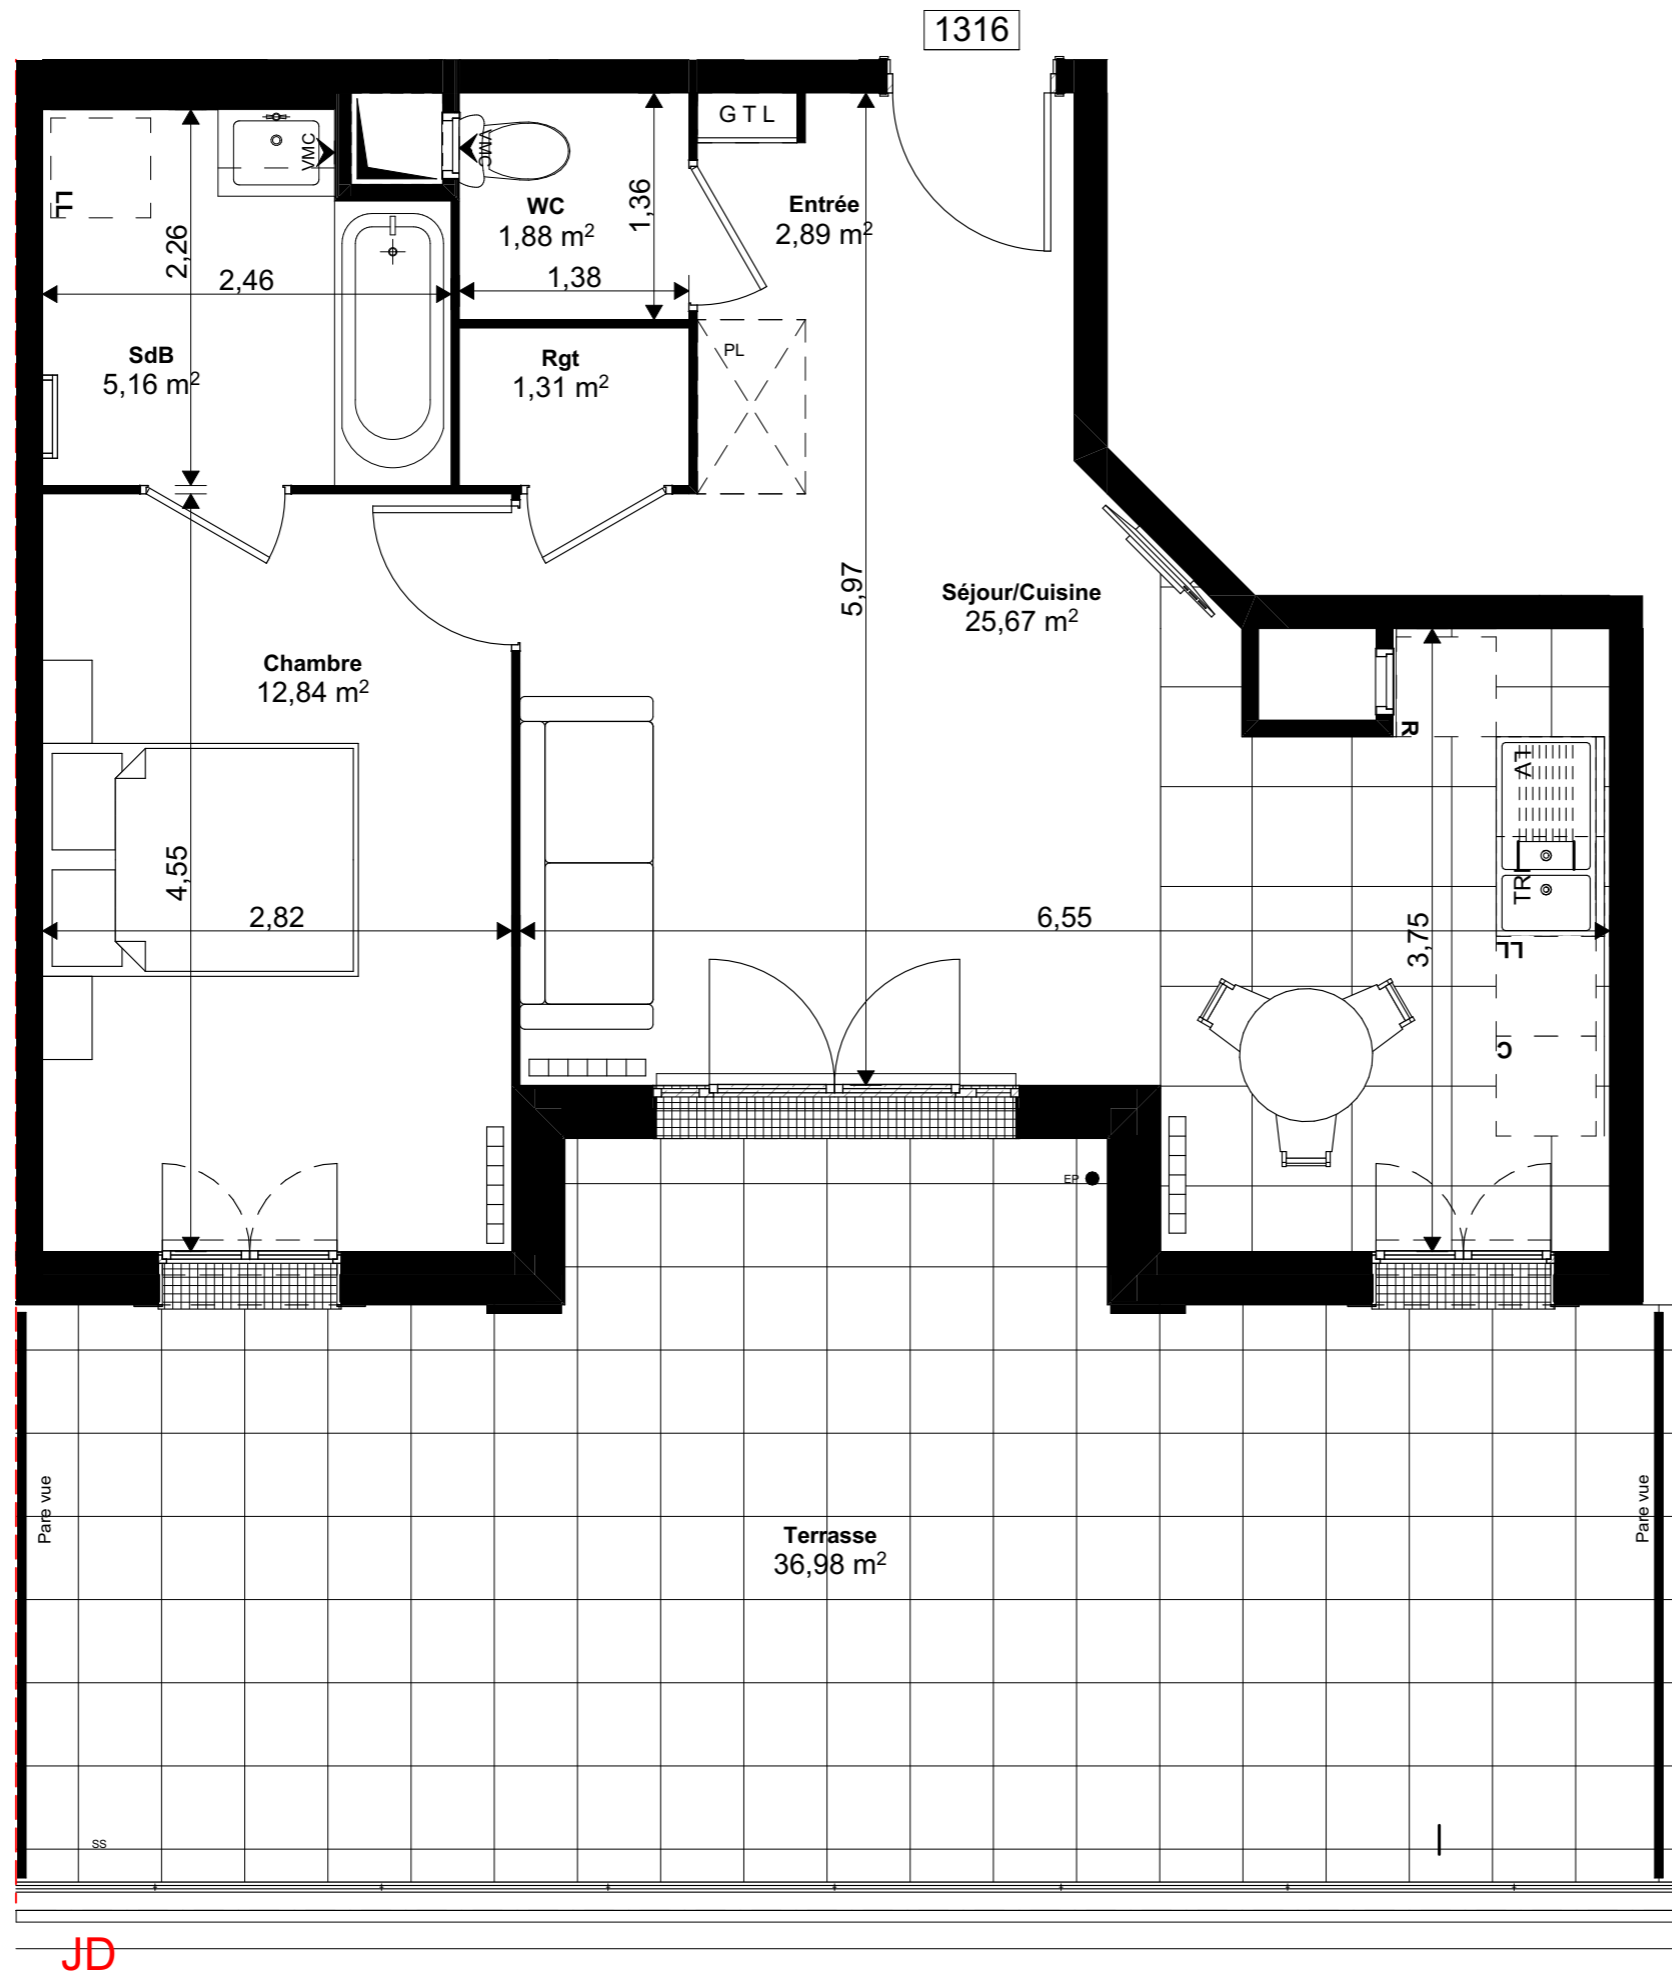 1316
GTL
VMC
VMC
LL
WC
1,88 m²
1,36
Entrée
2,89 m²
2,26
2,46
1,38
SdB
5,16 m²
Rgt
1,31 m²
PL
5,97
Séjour/Cuisine
25,67 m²
Chambre
12,84 m²
R
LV
4,55
TRI
2,82
6,55
3,75
LL
C
EP
Pare vue
Pare vue
Terrasse
36,98 m²
SS
JD